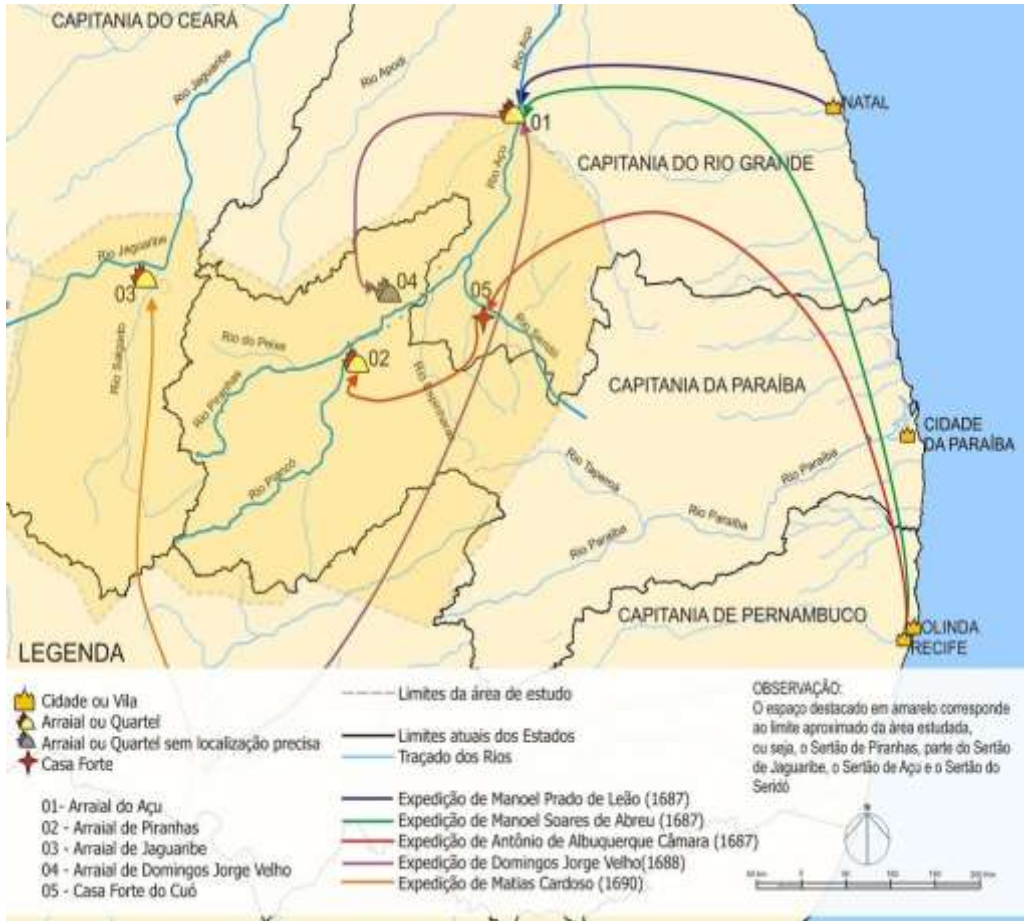 CAPITANIA DO CEARÁ
Rio Jaguaribe
Rio Apodi
Rio Açu
01
NATAL
Rio Açu
CAPITANIA DO RIO GRANDE
Rio Jaguaribe
03
04
05
Rio Salgado
Rio do Peixe
02
Rio Seridó
Rio Piranhas
CAPITANIA DA PARAÍBA
CIDADE
DA PARAÍBA
Rio Piancó
Rio Taperoá
Rio Paraíba
Rio Paraíba
Rio Paraíba
CAPITANIA DE PERNAMBUCO
OLINDA
RECIFE
LEGENDA
Cidade ou Vila
Arraial ou Quartel
Arraial ou Quartel sem localização precisa
Casa Forte
01- Arraial do Açu
02 - Arraial de Piranhas
03 - Arraial de Jaguaribe
04 - Arraial de Domingos Jorge Velho
05 - Casa Forte do Cuó
Limites da área de estudo
Limites atuais dos Estados
Traçado dos Rios
Expedição de Manoel Prado de Leão (1687)
Expedição de Manoel Soares de Abreu (1687)
Expedição de Antônio de Albuquerque Câmara (1687)
Expedição de Domingos Jorge Velho(1688)
Expedição de Matias Cardoso (1690)
OBSERVAÇÃO:
O espaço destacado em amarelo corresponde
ao limite aproximado da área estudada,
ou seja, o Sertão de Piranhas, parte do Sertão
de Jaguaribe, o Sertão de Açu e o Sertão do
Seridó